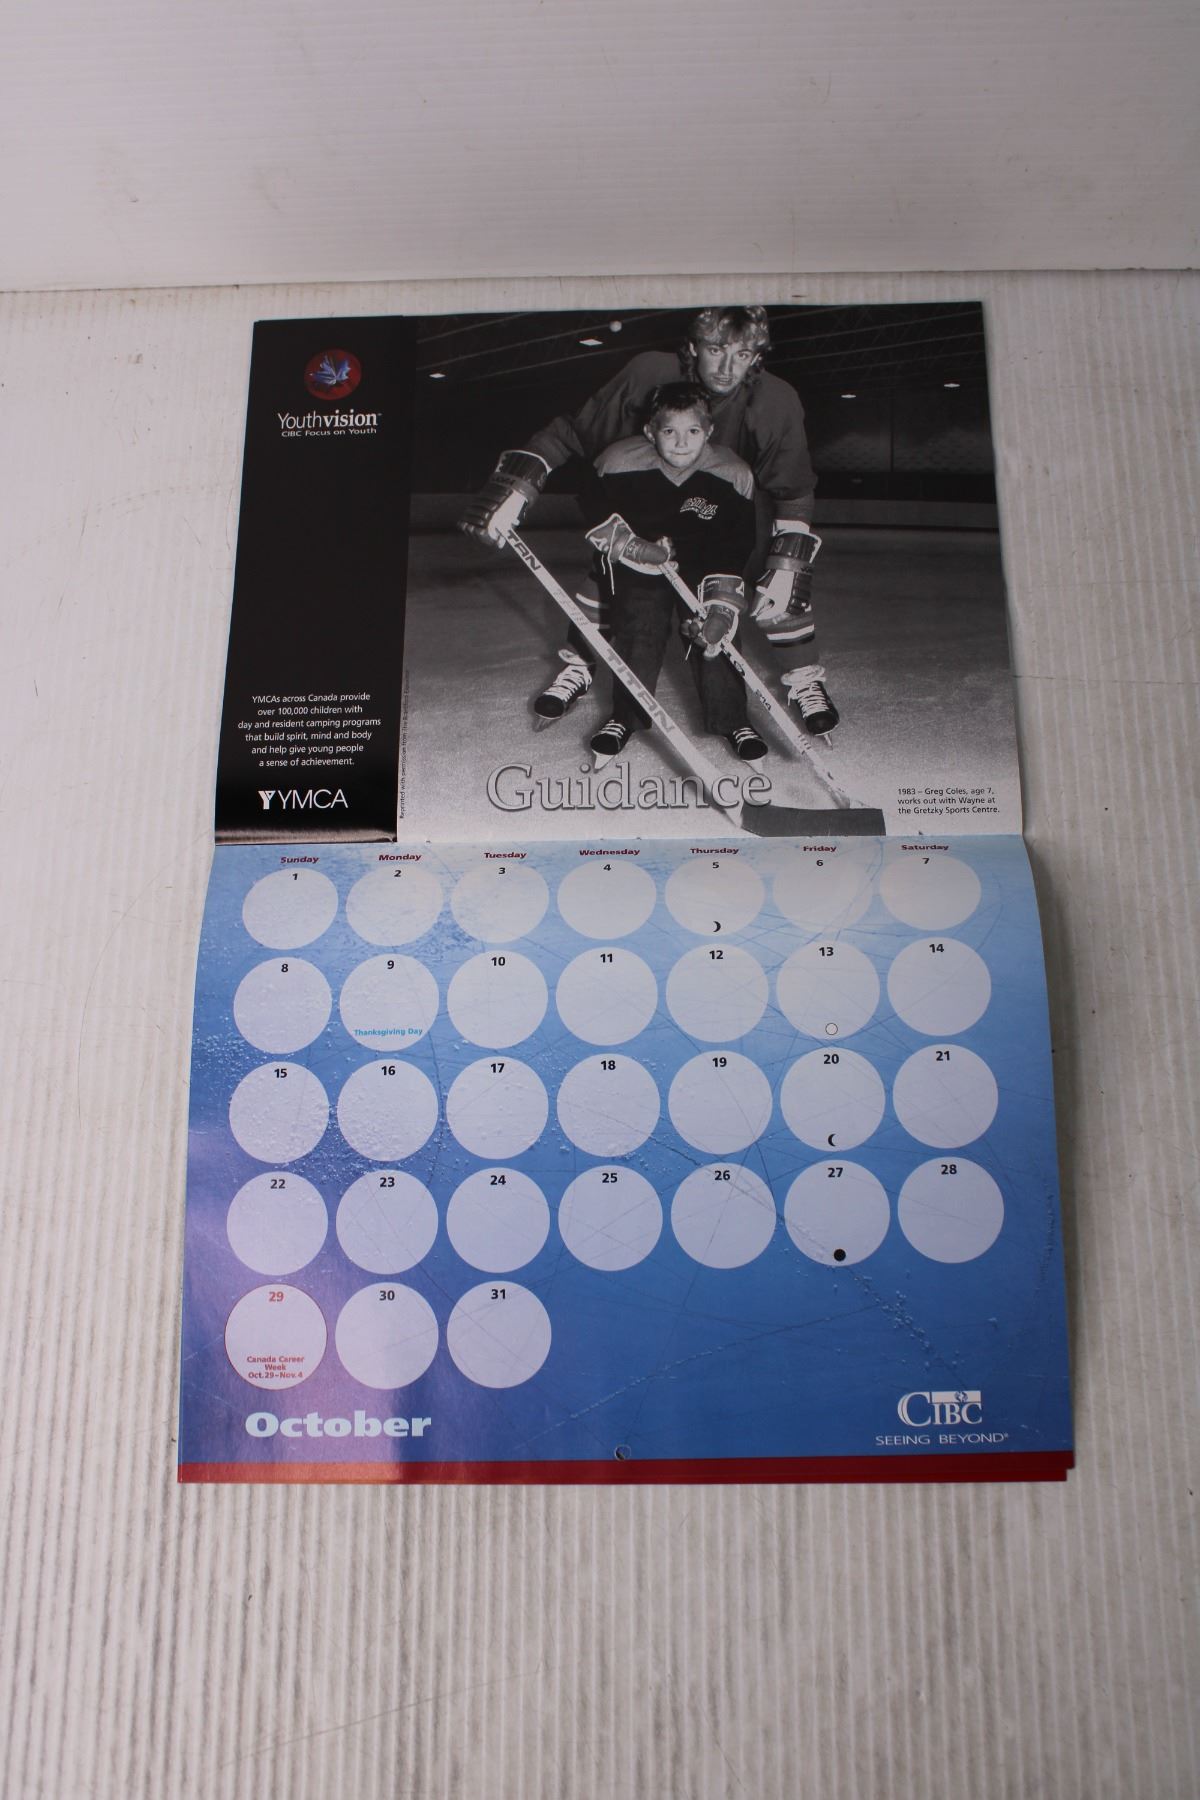 Youthvision™
CIBC Focus on Youth
YMCAs across Canada provide
over 100,000 children with
day and resident camping programs
that build spirit, mind and body
and help give young people
a sense of achievement.
YMCA
TITAN
Guidance
1983 – Greg Coles, age 7,
works out with Wayne at
the Gretzky Sports Centre.
Sunday Monday Tuesday Wednesday Thursday Friday Saturday
1 2 3 4 5 6 7
8 9 10 11 12 13 14
Thanksgiving Day
15 16 17 18 19 20 21
22 23 24 25 26 27 28
29 30 31
Canada Career
Week
Oct.29–Nov.4
October
CIBC
SEEING BEYOND®